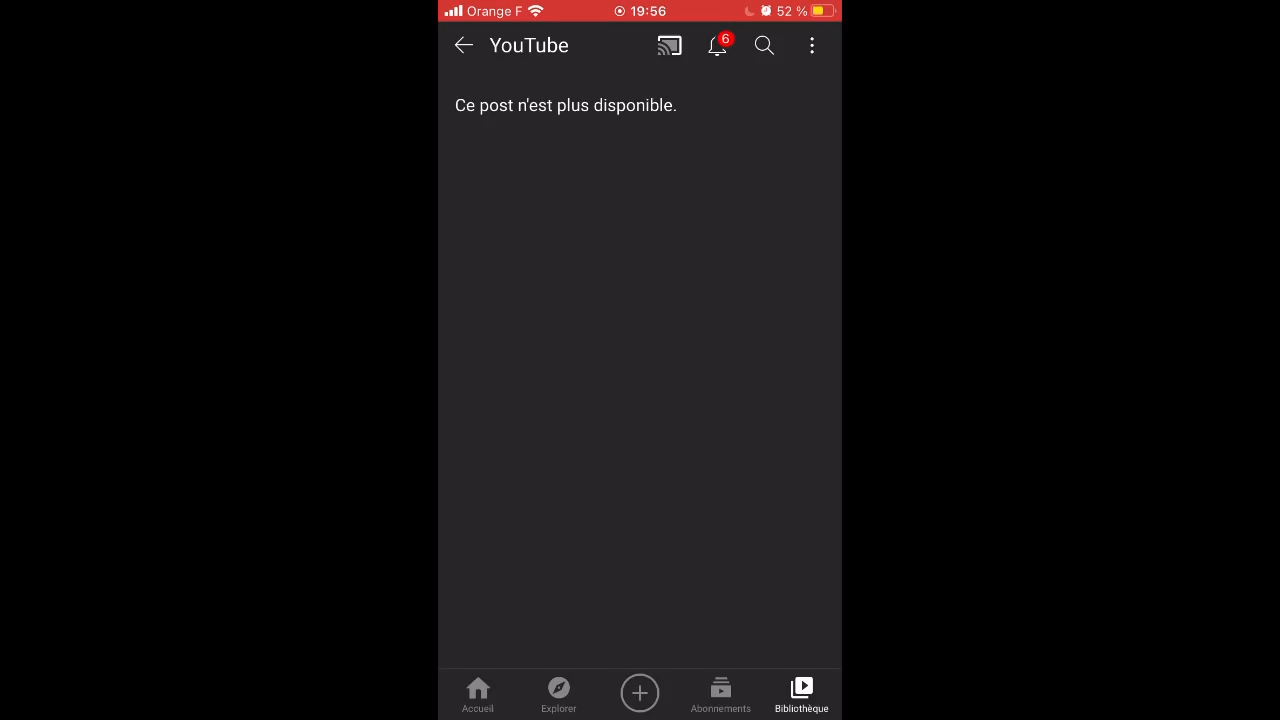 Orange F 19:56 52 %
YouTube 6
Ce post n'est plus disponible.
Accueil Explorer Abonnements Bibliothèque